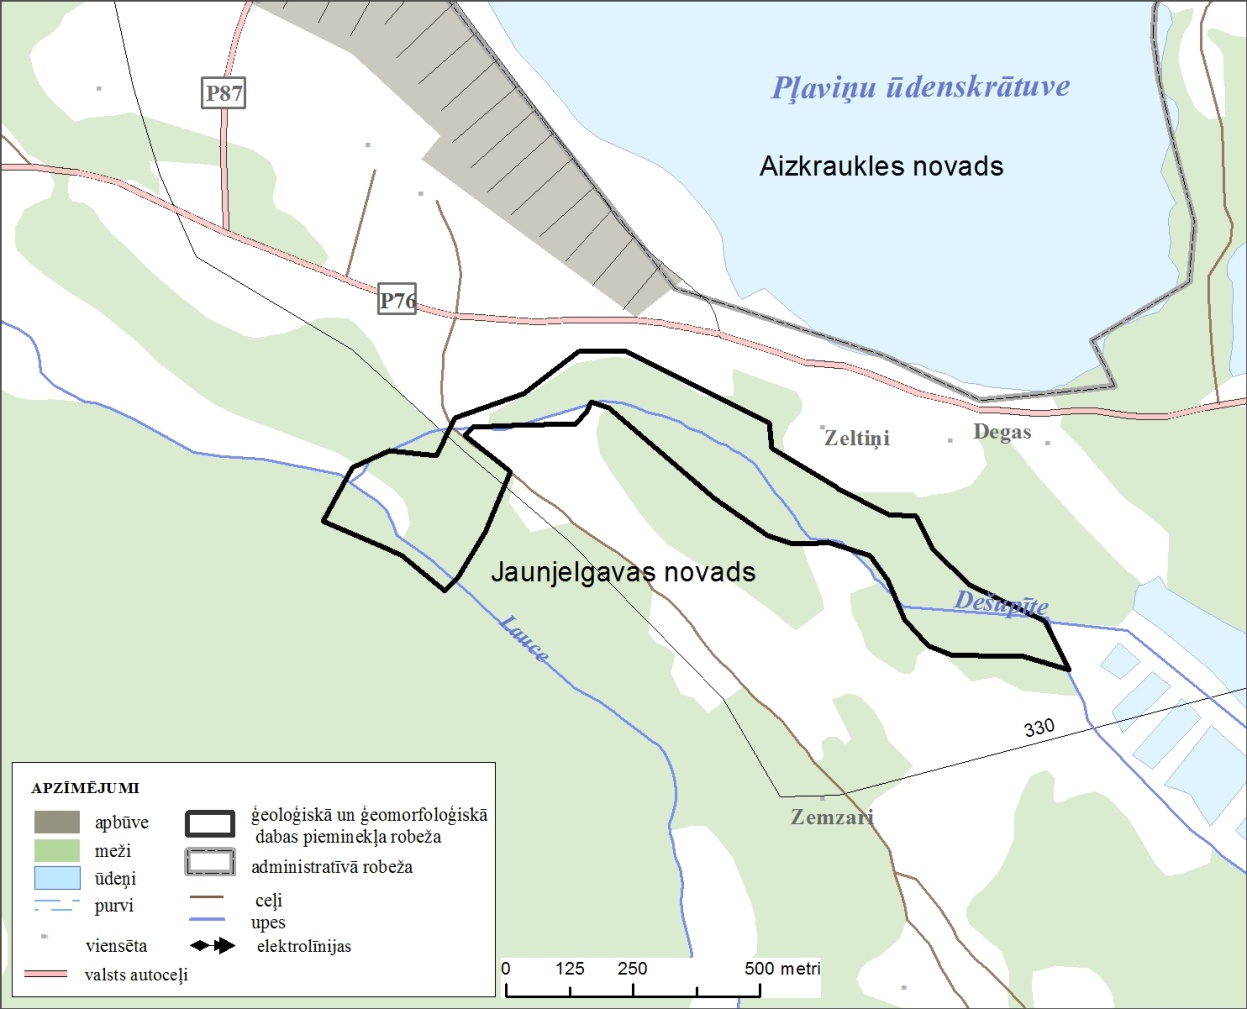 P87
Pļaviņu ūdenskrātuve
Aizkraukles novads
P76
Zeltiņi
Degas
Jaunjelgavas novads
Dešupīte
Lauce
330
Zemzari
APZĪMĒJUMI
apbūve
meži
ūdeņi
purvi
viensēta
valsts autoceļi
ģeoloģiskā un ģeomorfoloģiskā
dabas pieminekļa robeža
administratīvā robeža
ceļi
upes
elektrolīnijas
0 125 250 500 metri